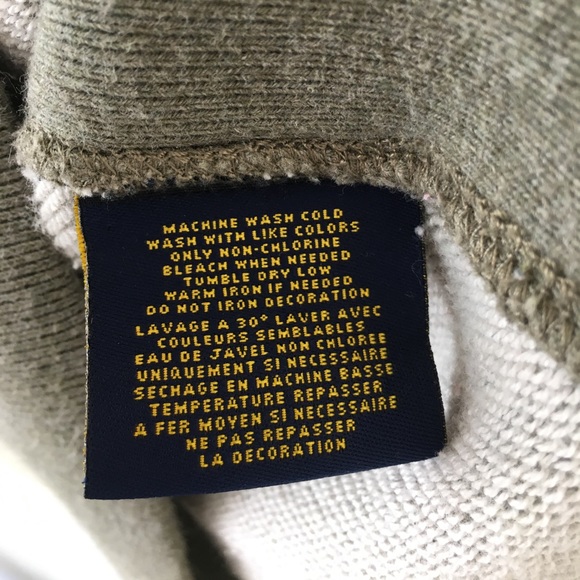 MACHINE WASH COLD
WASH WITH LIKE COLORS
ONLY NON-CHLORINE
BLEACH WHEN NEEDED
TUMBLE DRY LOW
WARM IRON IF NEEDED
DO NOT IRON DECORATION
LAVAGE A 30° LAVER AVEC
COULEURS SEMBLABLES
EAU DE JAVEL NON CHLOREE
UNIQUEMENT SI NECESSAIRE
SECHAGE EN MACHINE BASSE
TEMPERATURE REPASSER
A FER MOYEN SI NECESSAIRE
NE PAS REPASSER
LA DECORATION